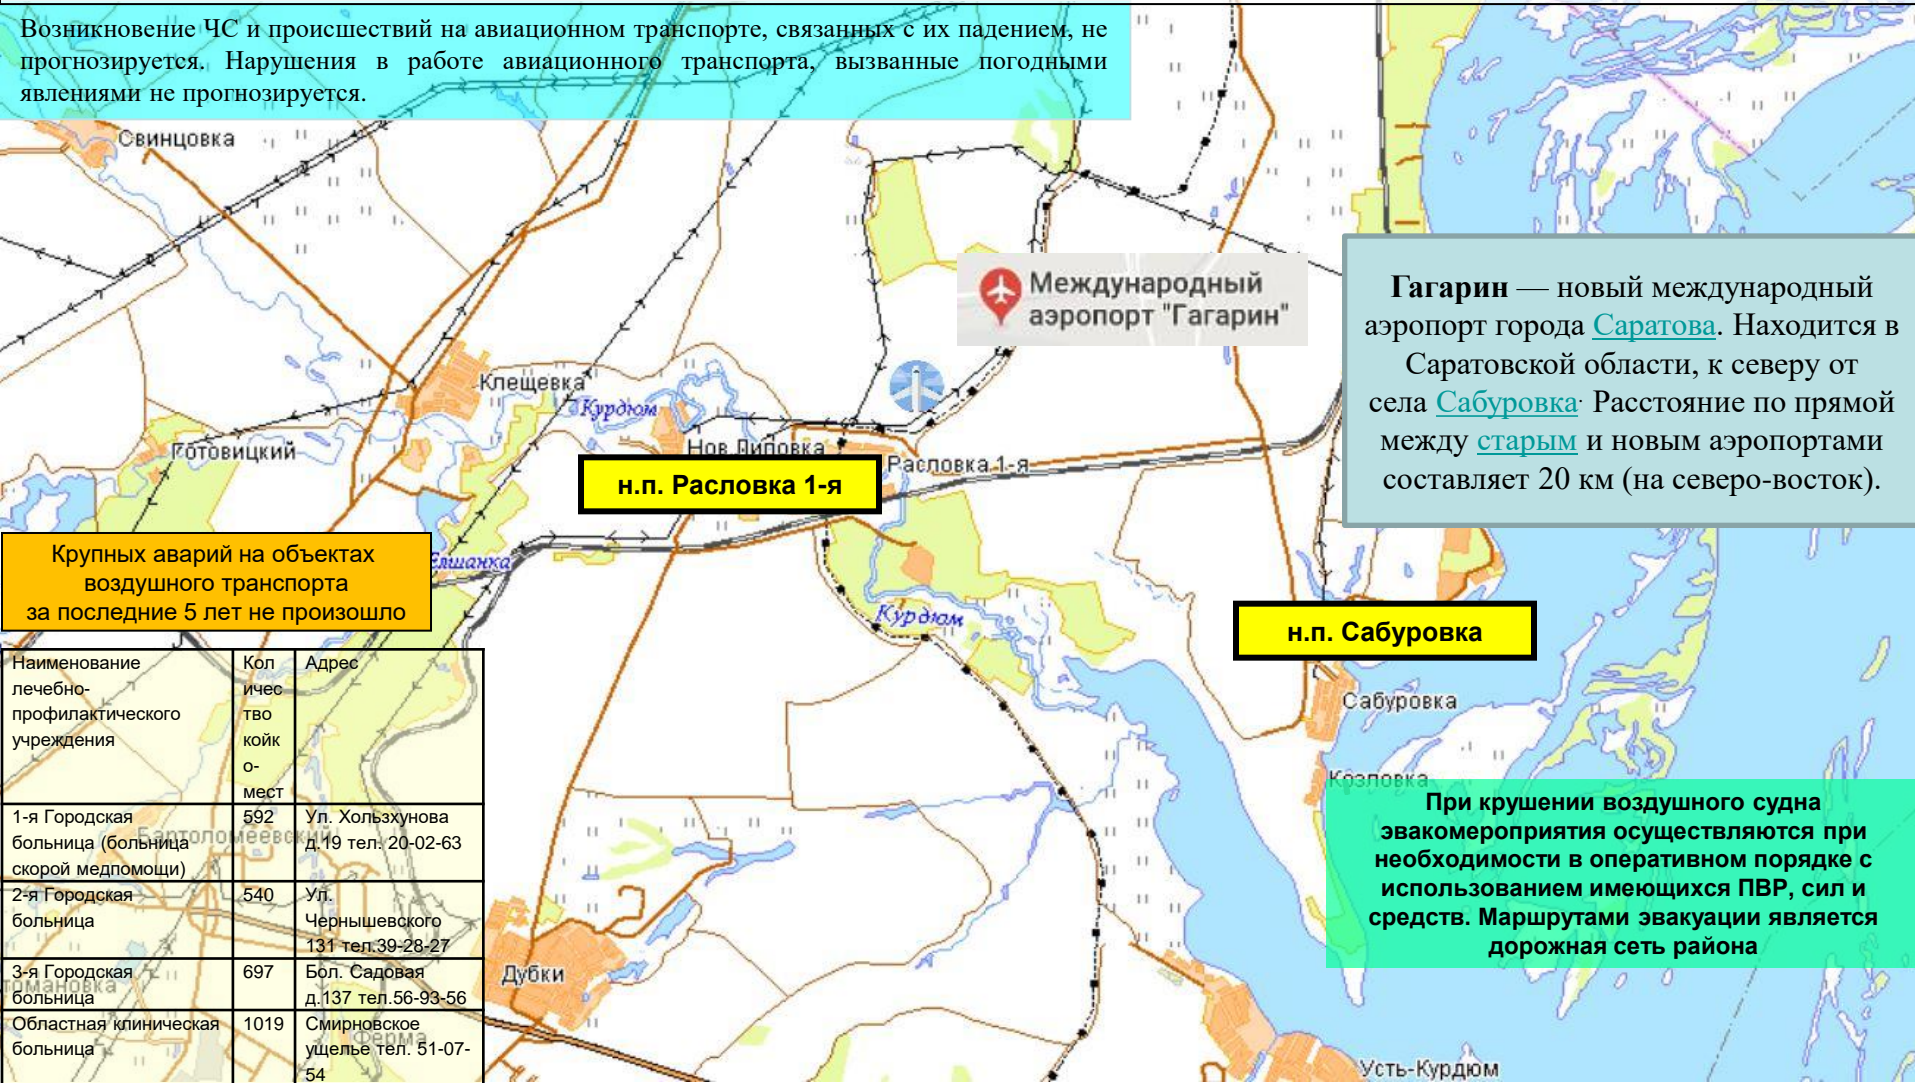 Возникновение ЧС и происшествий на авиационном транспорте, связанных с их падением, не
прогнозируется. Нарушения в работе авиационного транспорта, вызванные погодными
явлениями не прогнозируется.
Свинцовка
Международный
аэропорт "Гагарин"
Гагарин — новый международный
аэропорт города Саратова. Находится в
Саратовской области, к северу от
села Сабуровка. Расстояние по прямой
между старым и новым аэропортами
составляет 20 км (на северо-восток).
Клещевка
Курдюм
Готовицкий
Нов.Липовка
Расловка 1-я
н.п. Расловка 1-я
Крупных аварий на объектах
воздушного транспорта
за последние 5 лет не произошло
Курдюм
н.п. Сабуровка
Сабуровка
Козловка
Наименование
лечебно-
профилактического
учреждения
Кол
ичес
тво
койк
о-
мест
Адрес
1-я Городская
больница (больница
скорой медпомощи)
592
Ул. Хользхунова
д.19 тел. 20-02-63
2-я Городская
больница
540
Ул.
Чернышевского
131 тел.39-28-27
3-я Городская
больница
697
Бол. Садовая
д.137 тел.56-93-56
Областная клиническая
больница
1019
Смирновское
ущелье тел. 51-07-
54
Ферма
При крушении воздушного судна
эвакомероприятия осуществляются при
необходимости в оперативном порядке с
использованием имеющихся ПВР, сил и
средств. Маршрутами эвакуации является
дорожная сеть района
Дубки
Усть-Курдюм